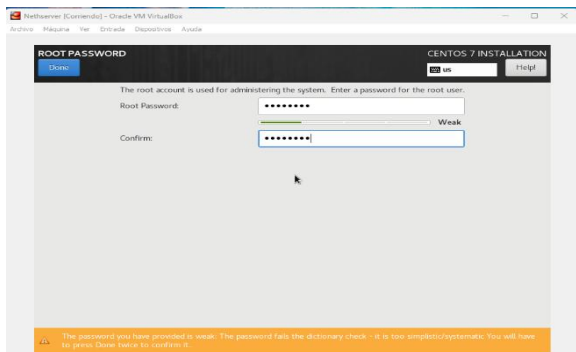 Nethserver [Corriendo] - Oracle VM VirtualBox
Archivo Máquina Ver Entrada Dispositivos Ayuda
ROOT PASSWORD
CENTOS 7 INSTALLATION
Done
us
Help!
The root account is used for administering the system. Enter a password for the root user.
Root Password:
••••••••
Weak
Confirm:
••••••••
The password you have provided is weak: The password fails the dictionary check - it is too simplistic/systematic You will have
to press Done twice to confirm it.